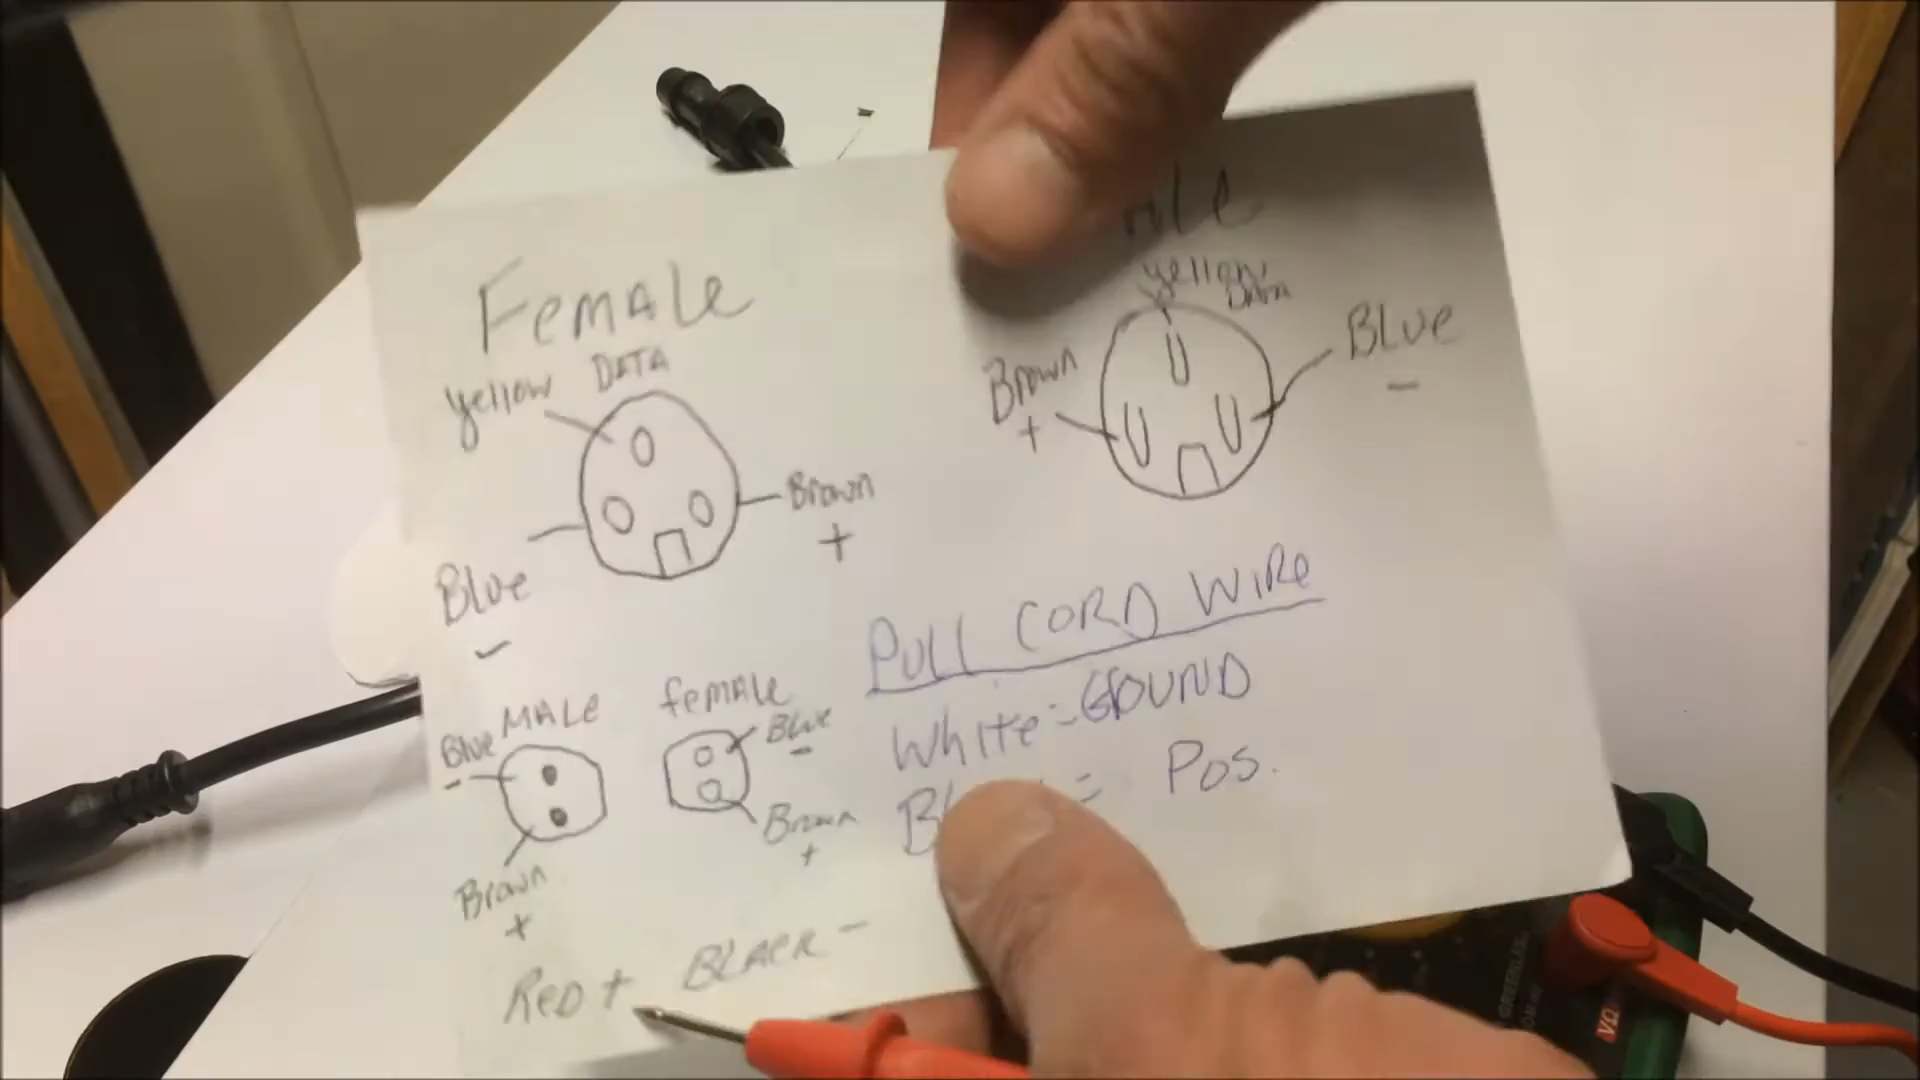 Female
yellow DATA
Brown
+
Blue
-
yellow
DATA
Brown
+
BLUE
-
MALE
Blue
-
Brown
+
female
Blue
-
Brown
+
PULL CORD WIRE
White = GROUND
= Pos.
RED + BLACK -
VΩ